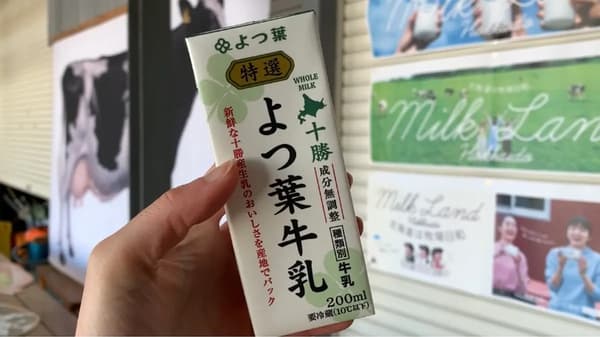 よつ葉
特選
WHOLE
MILK
十勝
よつ葉牛乳
成分無調整
種類別 牛乳
新鮮な十勝産生乳のおいしさを産地でパック
200ml
要冷蔵(10℃以下)
Milk Land
Hokkaido
Milk Land